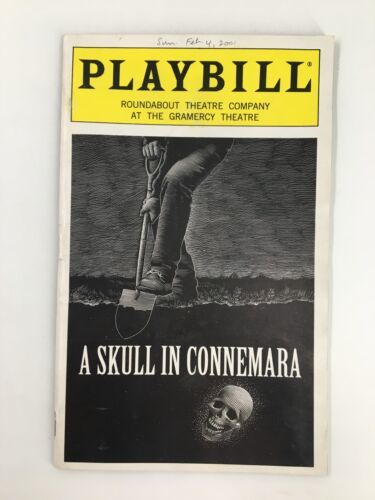 Sun Feb 4, 2001
PLAYBILL®
ROUNDABOUT THEATRE COMPANY
AT THE GRAMERCY THEATRE
A SKULL IN CONNEMARA